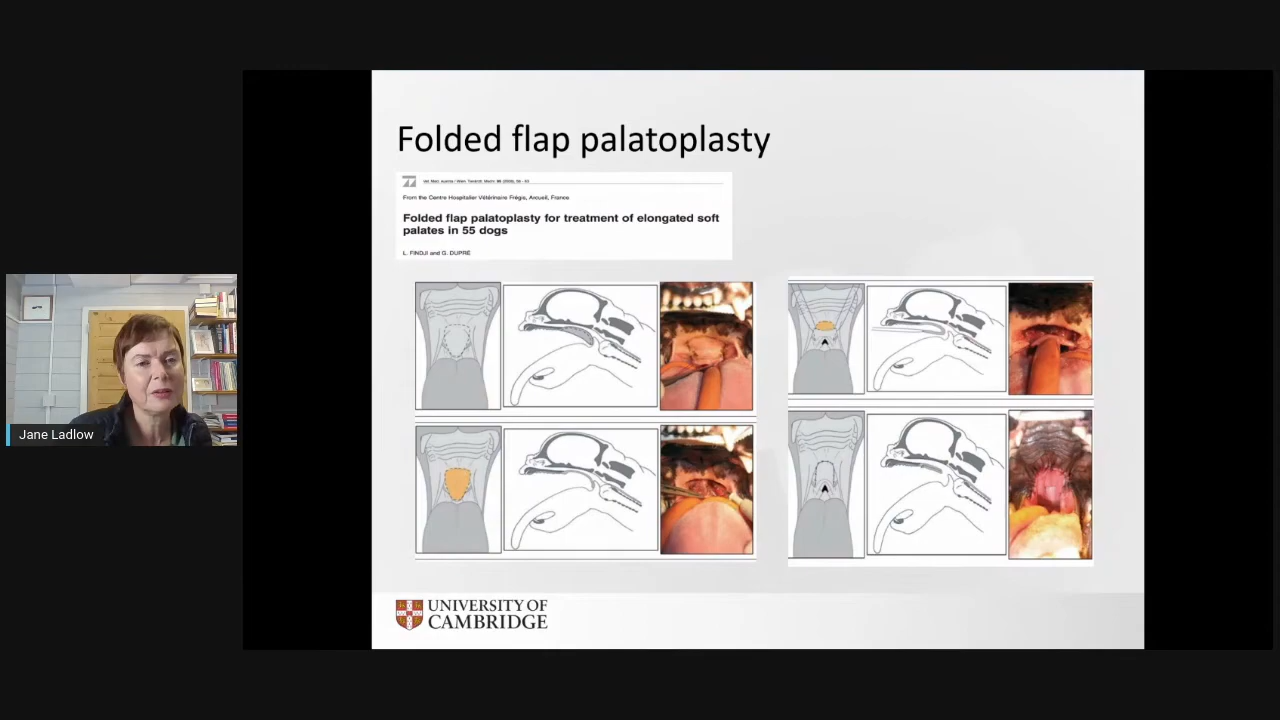 Folded flap palatoplasty
From the Centre Hospitalier Vétérinaire Frégis, Arcueil, France
Folded flap palatoplasty for treatment of elongated soft
palates in 55 dogs
L. FINDJI and G. DUPRÉ
Jane Ladlow
UNIVERSITY OF
CAMBRIDGE